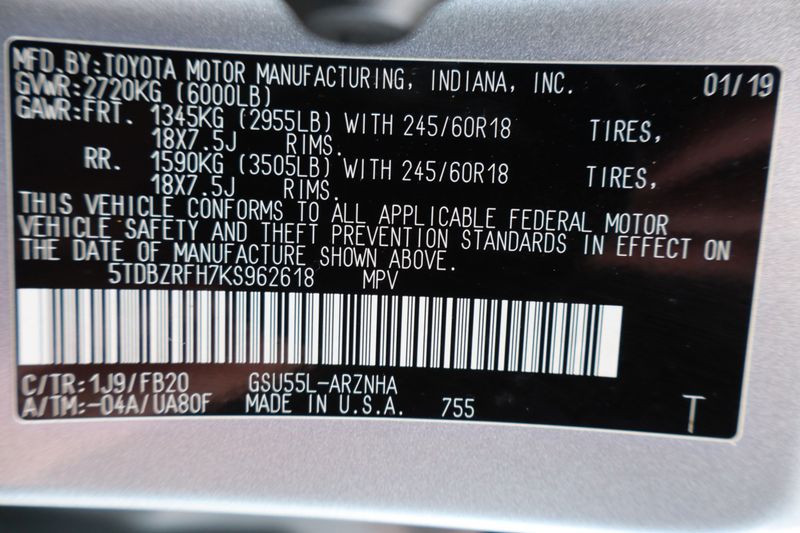 MFD.BY:TOYOTA MOTOR MANUFACTURING, INDIANA, INC. 01/19
GVWR:2720KG (6000LB)
GAWR:FRT. 1345KG (2955LB) WITH 245/60R18 TIRES,
18X7.5J RIMS.
RR. 1590KG (3505LB) WITH 245/60R18 TIRES,
18X7.5J RIMS.
THIS VEHICLE CONFORMS TO ALL APPLICABLE FEDERAL MOTOR
VEHICLE SAFETY AND THEFT PREVENTION STANDARDS IN EFFECT ON
THE DATE OF MANUFACTURE SHOWN ABOVE.
5TDBZRFH7KS962618 MPV
C/TR:1J9/FB20 GSU55L-ARZNHA
A/TM:-04A/UA80F MADE IN U.S.A. 755 T